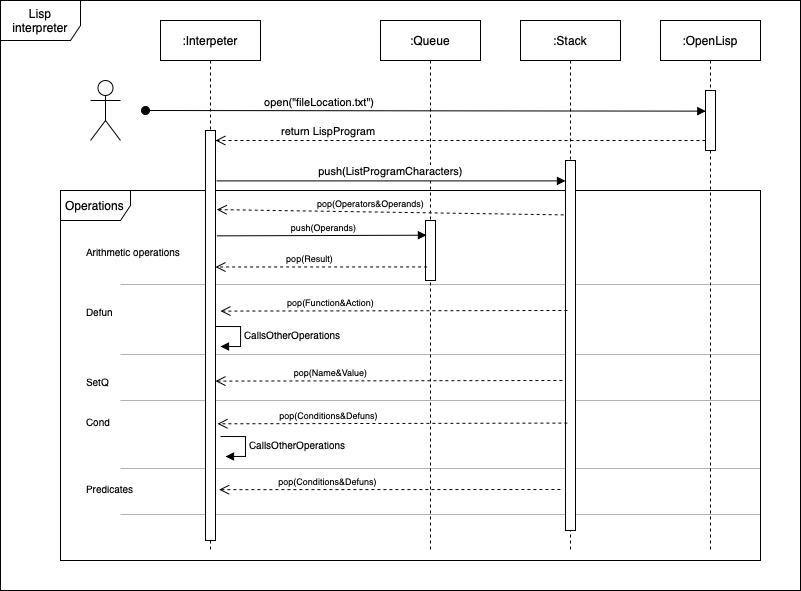 Lisp
interpreter
:Interpeter
:Queue
:Stack
:OpenLisp
open("fileLocation.txt")
return LispProgram
push(ListProgramCharacters)
Operations
pop(Operators&Operands)
push(Operands)
Arithmetic operations
pop(Result)
Defun
pop(Function&Action)
CallsOtherOperations
SetQ
pop(Name&Value)
Cond
pop(Conditions&Defuns)
CallsOtherOperations
Predicates
pop(Conditions&Defuns)